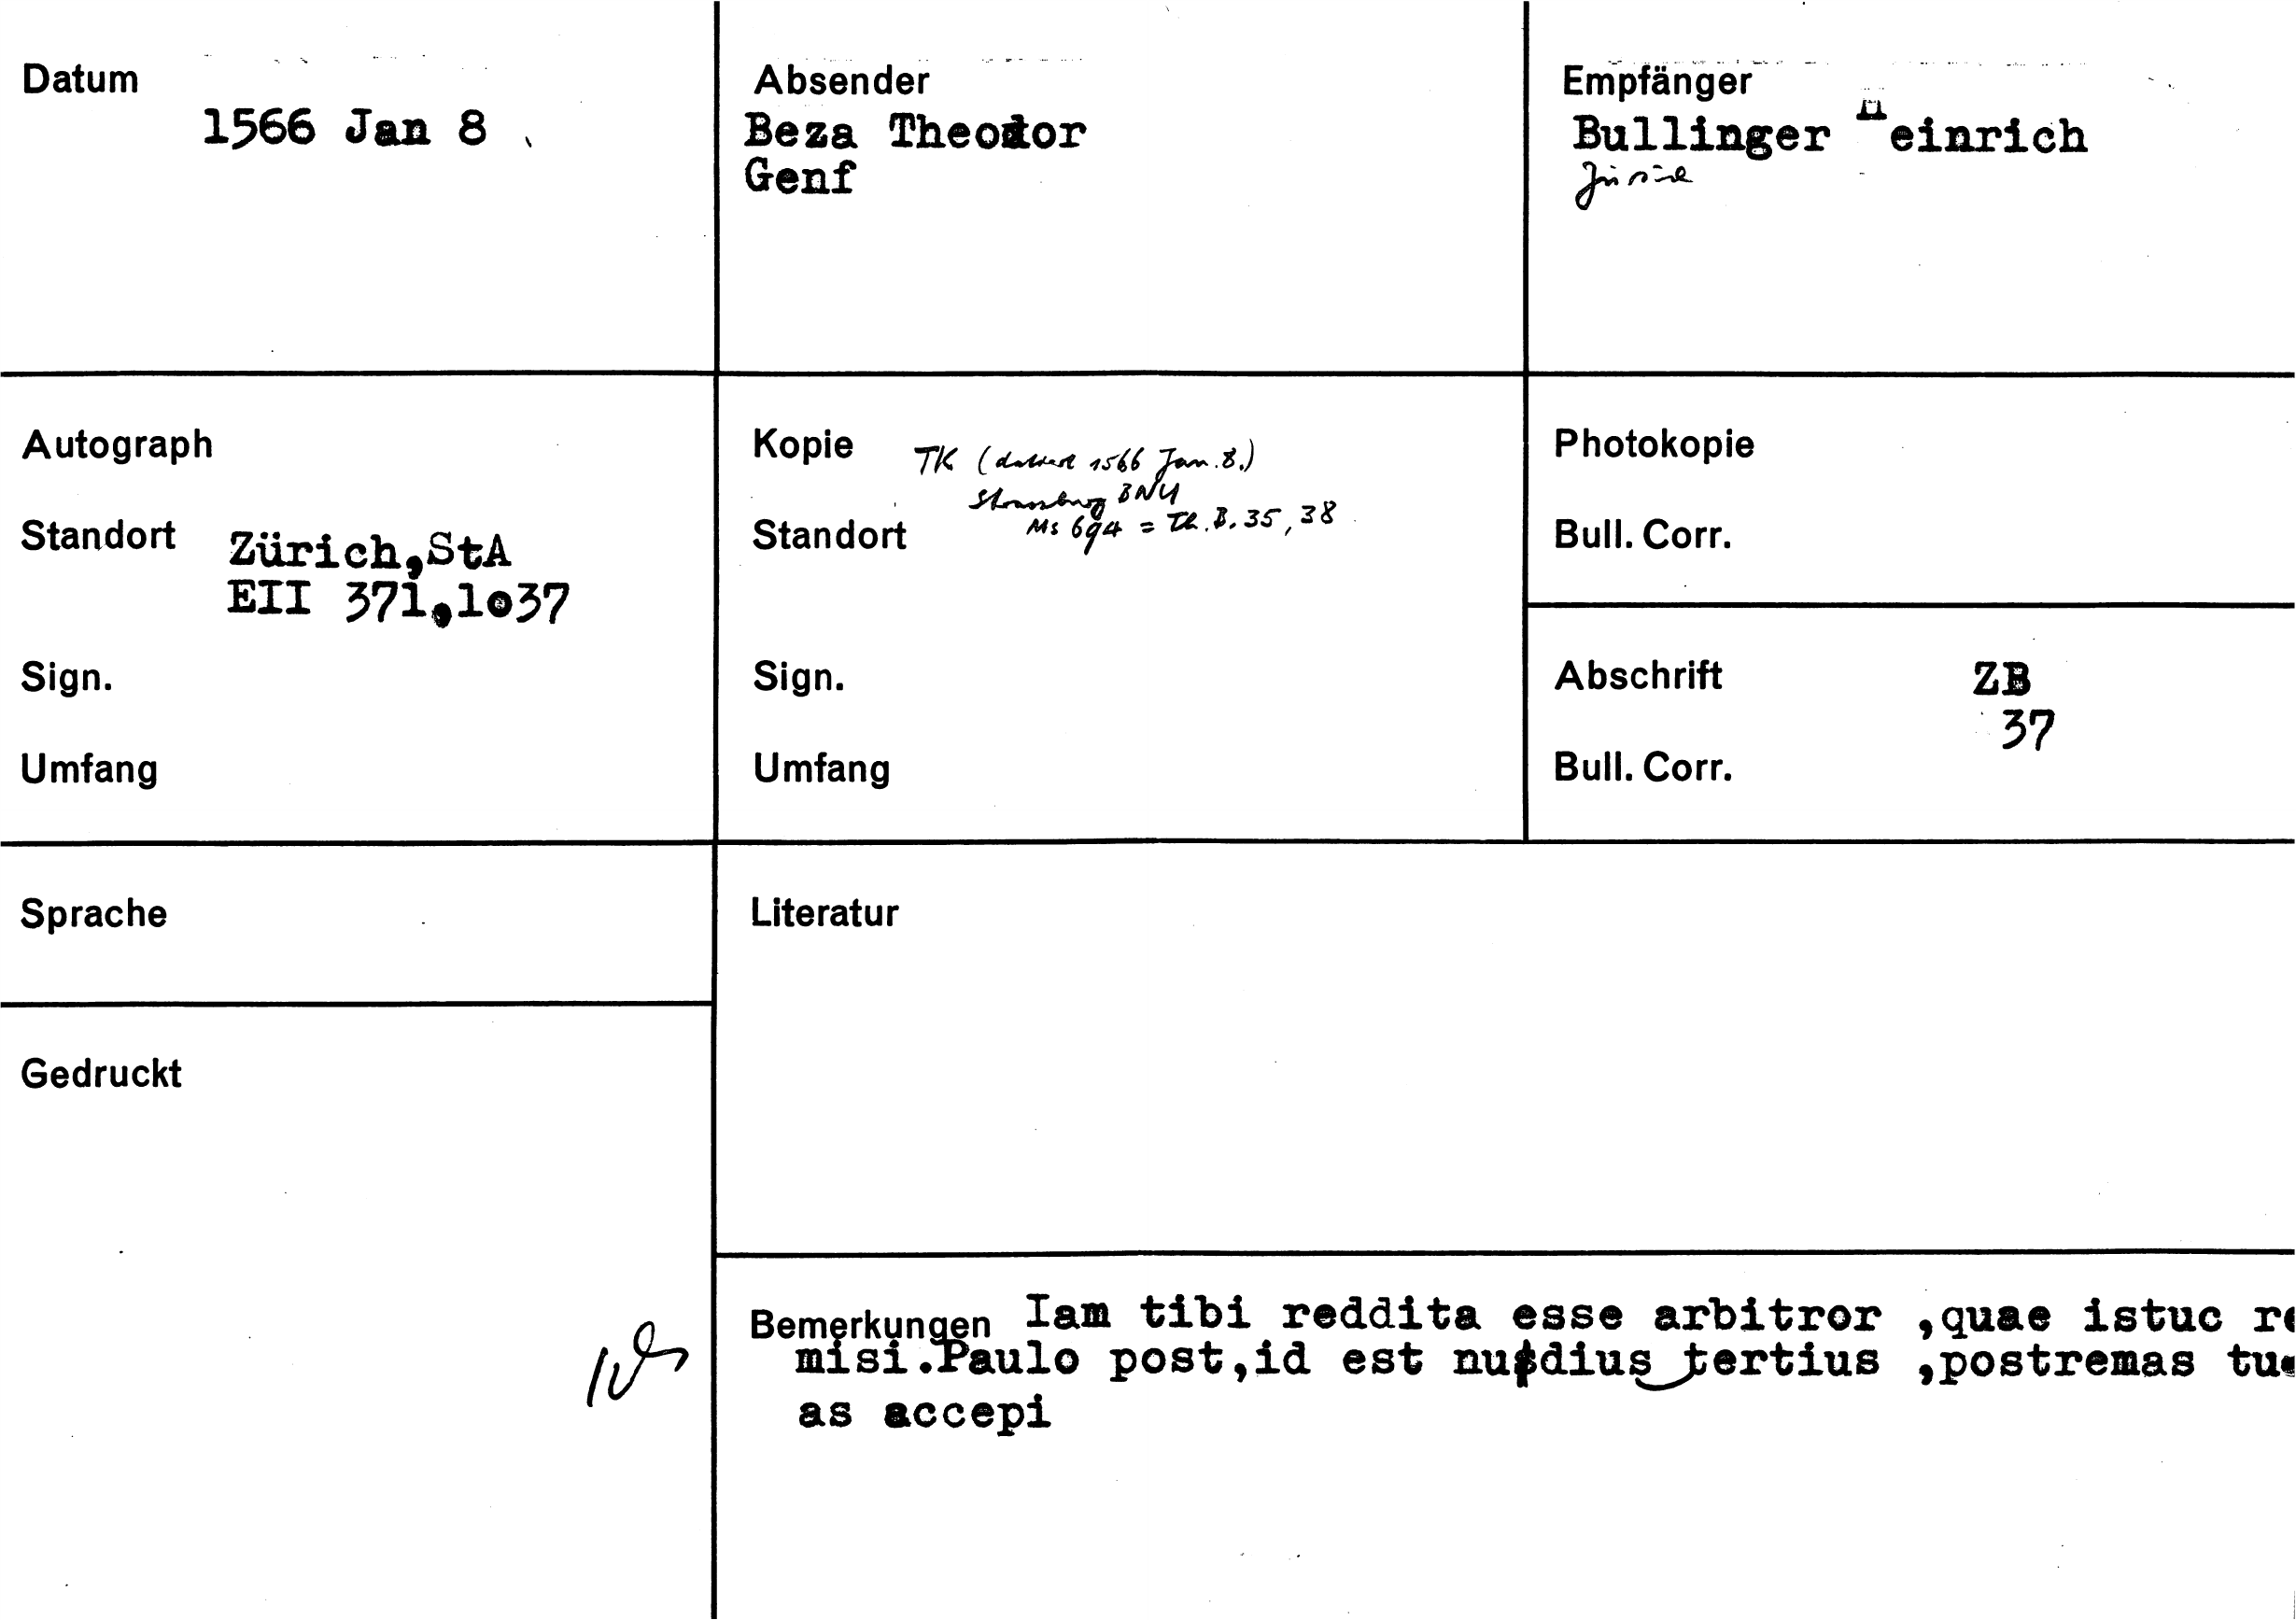 Datum
1566 Jan 8
Absender
Beza Theodor
Genf
Empfänger
Bullinger Heinrich
Zürich
Autograph
Standort Zürich,StA
EII 371,1037
Sign.
Umfang
Kopie TK (datiert 1566 Jan. 8.)
Strassburg BNU
Standort Ms 694 = Th. B. 35, 38
Sign.
Umfang
Photokopie
Bull. Corr.
Abschrift ZB
37
Bull. Corr.
Sprache
Literatur
Gedruckt
Bemerkungen Iam tibi reddita esse arbitror ,quae istuc re
misi.Paulo post,id est nudius tertius ,postremas tu
as accepi